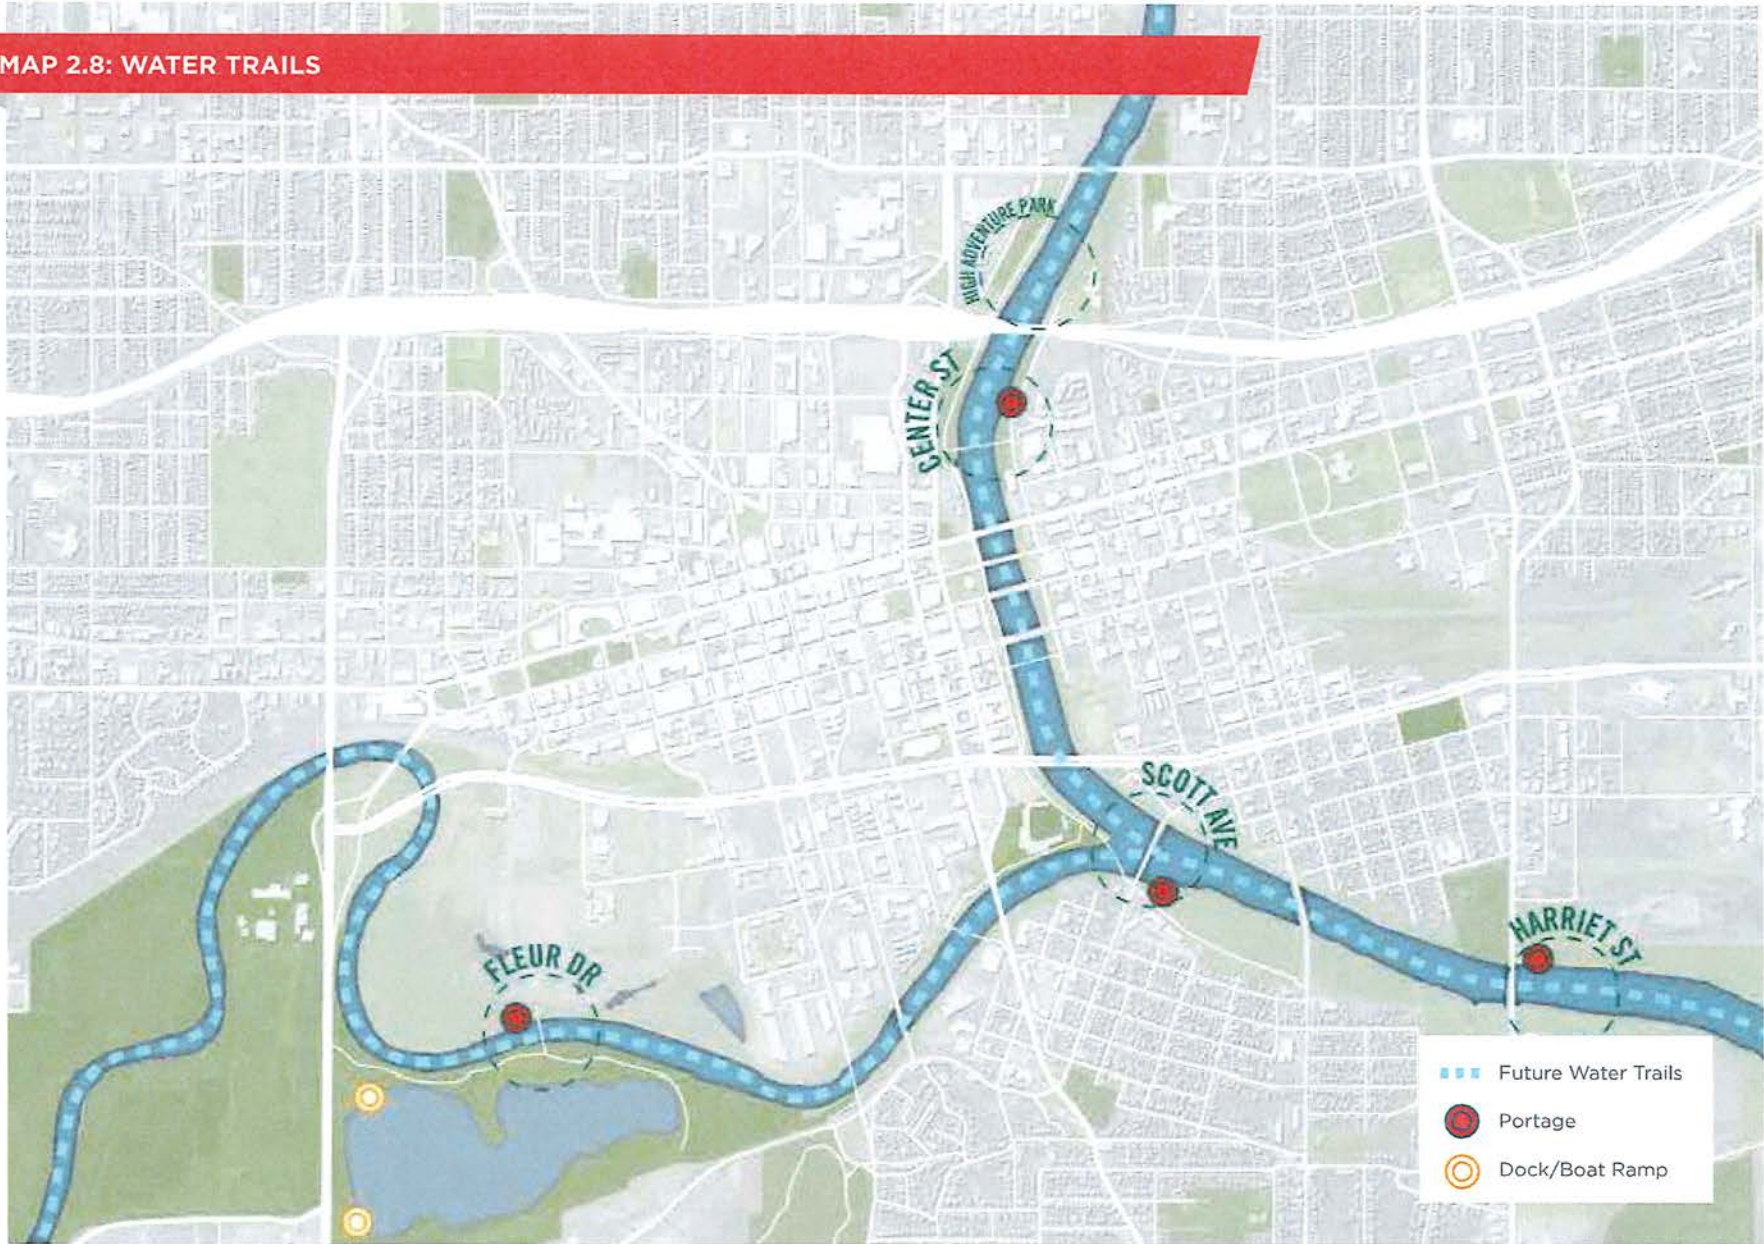 MAP 2.8: WATER TRAILS
HIGH ADVENTURE PARK
CENTER ST
SCOTT AVE
HARRIET ST
FLEUR DR
Future Water Trails
Portage
Dock/Boat Ramp